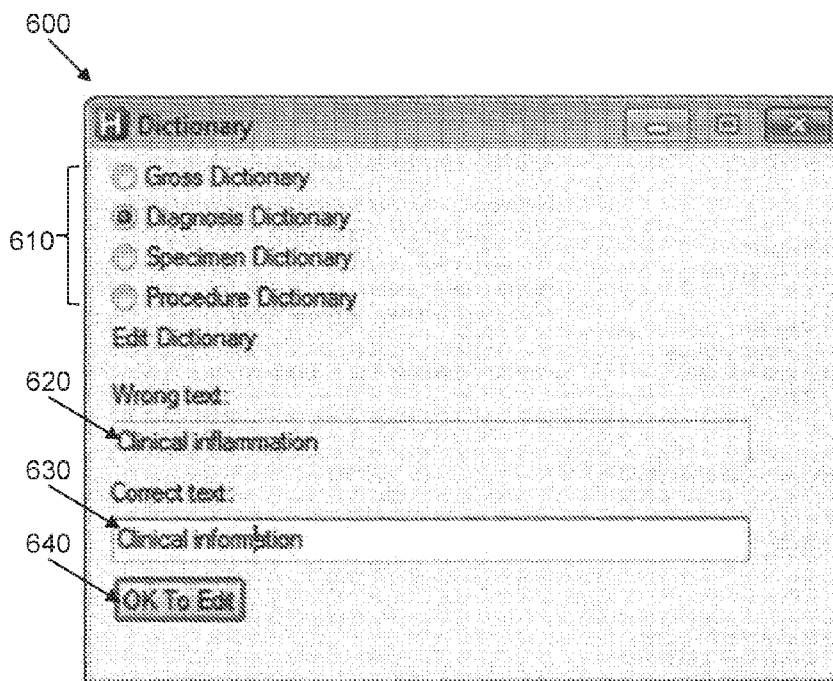 600
H Dictionary
Gross Dictionary
Diagnosis Dictionary
610
Specimen Dictionary
Procedure Dictionary
Edit Dictionary
620
Wrong text:
Clinical inflammation
630
Correct text:
Clinical information
640
OK To Edit